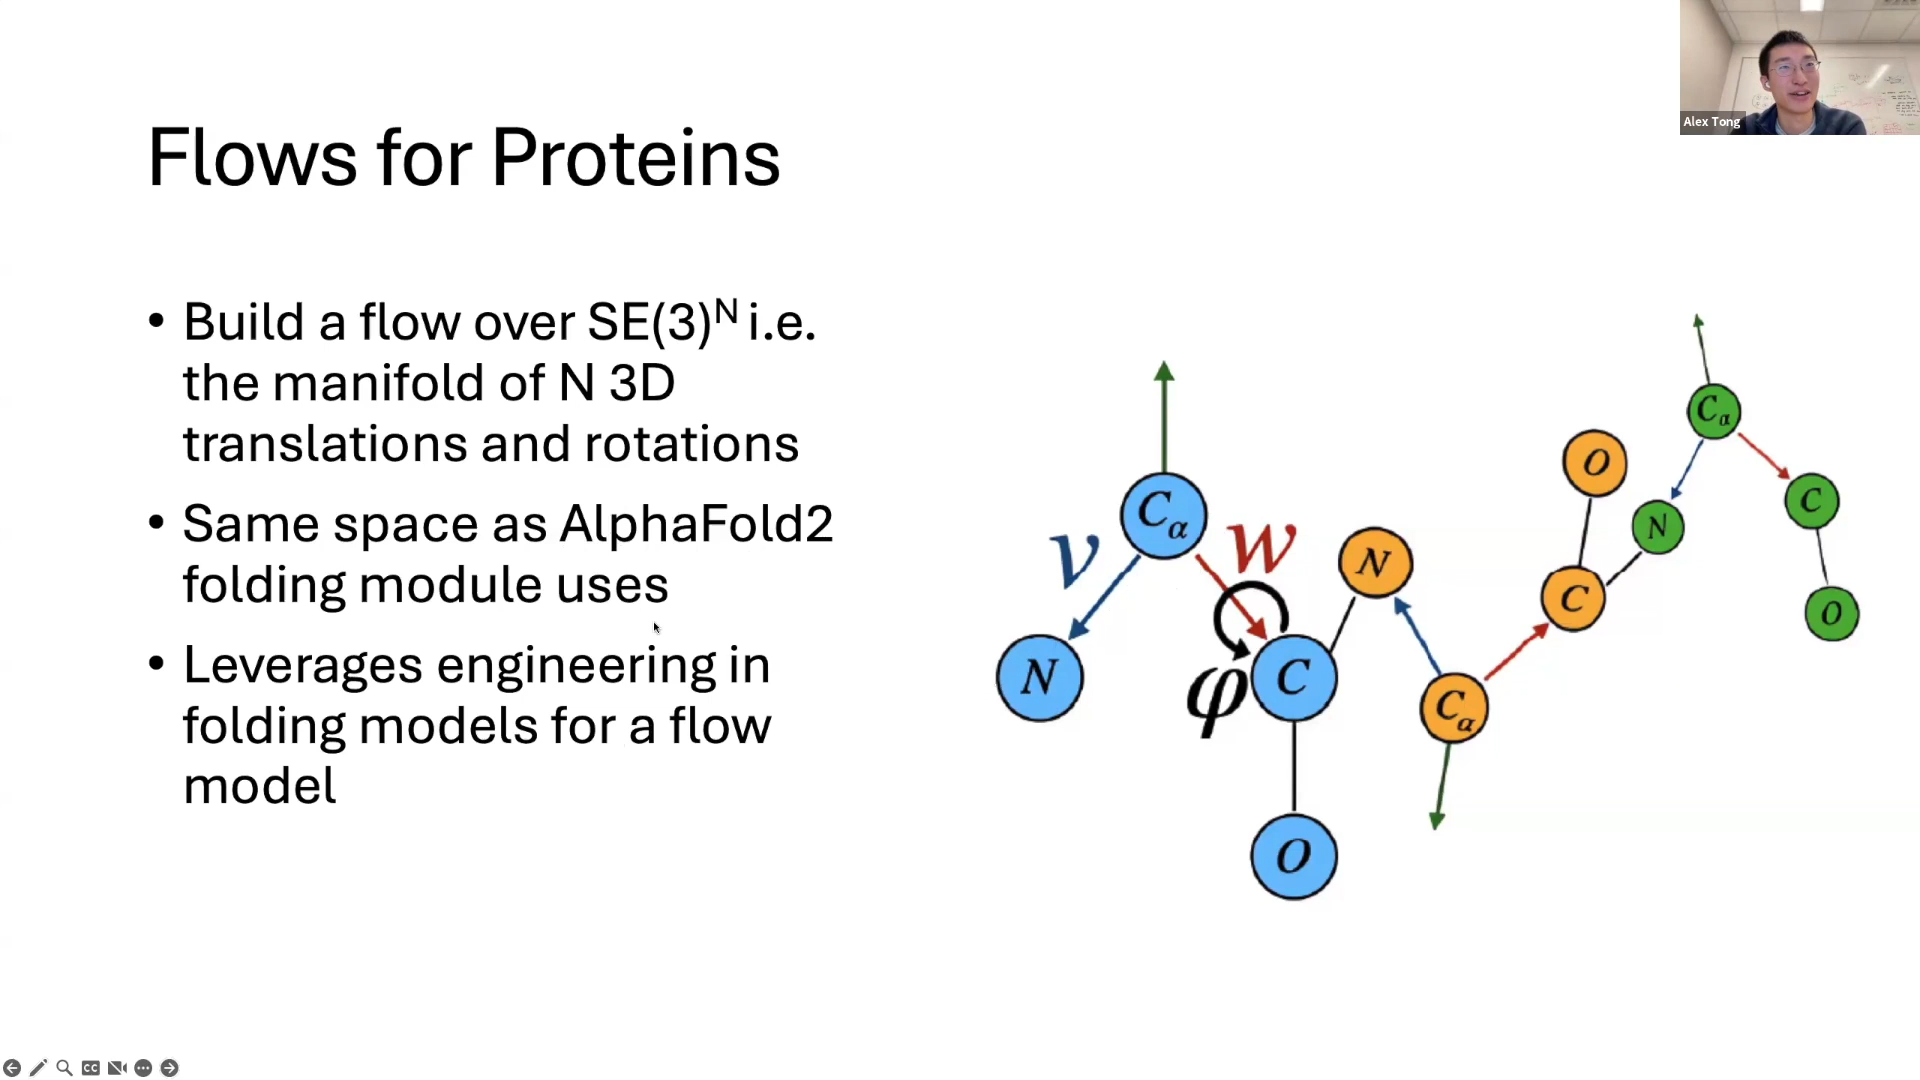 Alex Tong
Flows for Proteins
• Build a flow over SE(3)ᴺ i.e.
the manifold of N 3D
translations and rotations
• Same space as AlphaFold2
folding module uses
• Leverages engineering in
folding models for a flow
model
Cα
v
w
N
φ
C
O
N
Cα
C
O
Cα
N
C
O
CC